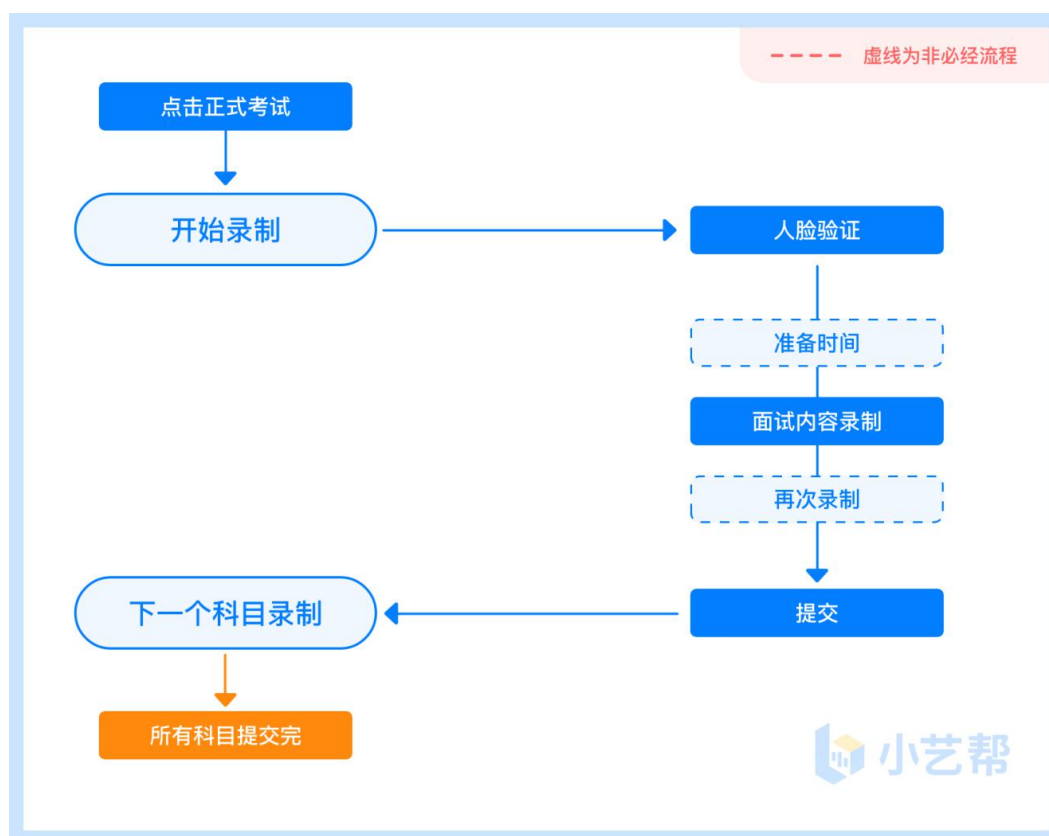 虚线为非必经流程
点击正式考试
开始录制
人脸验证
准备时间
面试内容录制
再次录制
提交
下一个科目录制
所有科目提交完
小艺帮